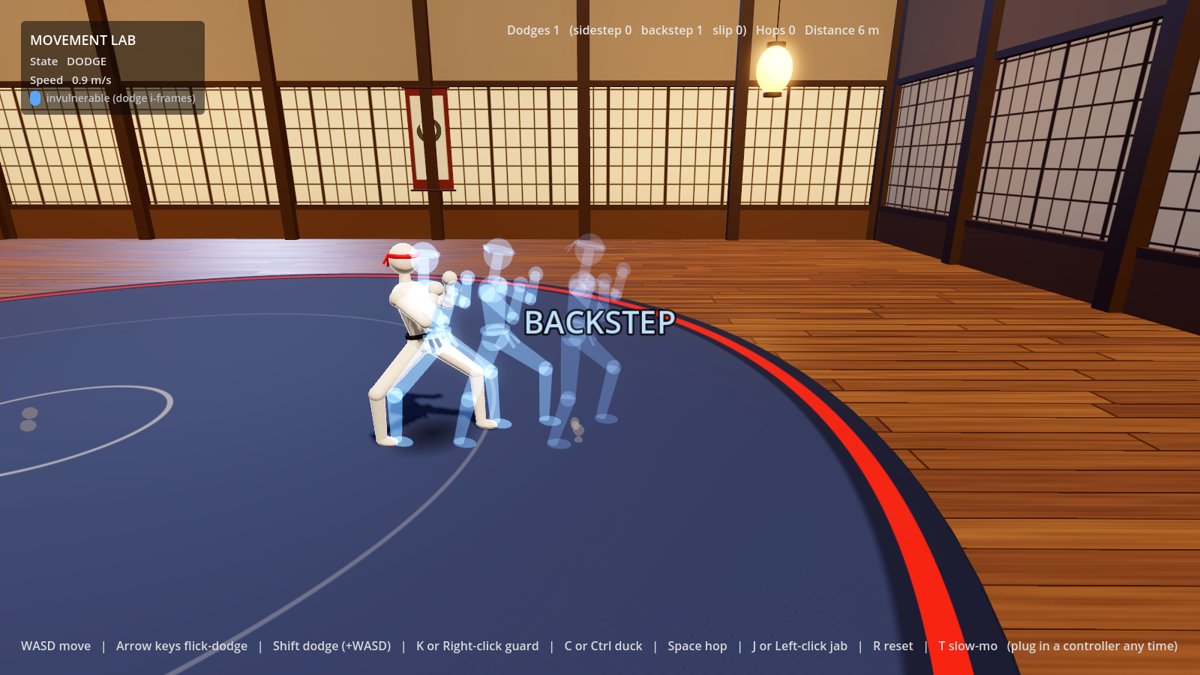 MOVEMENT LAB
State DODGE
Speed 0.9 m/s
invulnerable (dodge i-frames)
Dodges 1 (sidestep 0 backstep 1 slip 0) Hops 0 Distance 6 m
BACKSTEP
WASD move | Arrow keys flick-dodge | Shift dodge (+WASD) | K or Right-click guard | C or Ctrl duck | Space hop | J or Left-click jab | R reset | T slow-mo (plug in a controller any time)